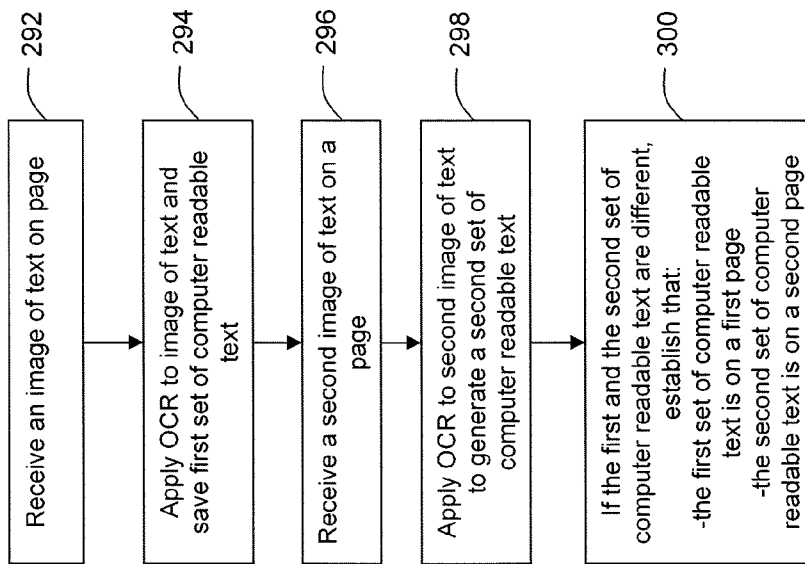 Receive an image of text on page
292
Apply OCR to image of text and
save first set of computer readable
text
294
Receive a second image of text on a
page
296
Apply OCR to second image of text
to generate a second set of
computer readable text
298
If the first and the second set of
computer readable text are different,
establish that:
-the first set of computer readable
text is on a first page
-the second set of computer
readable text is on a second page
300